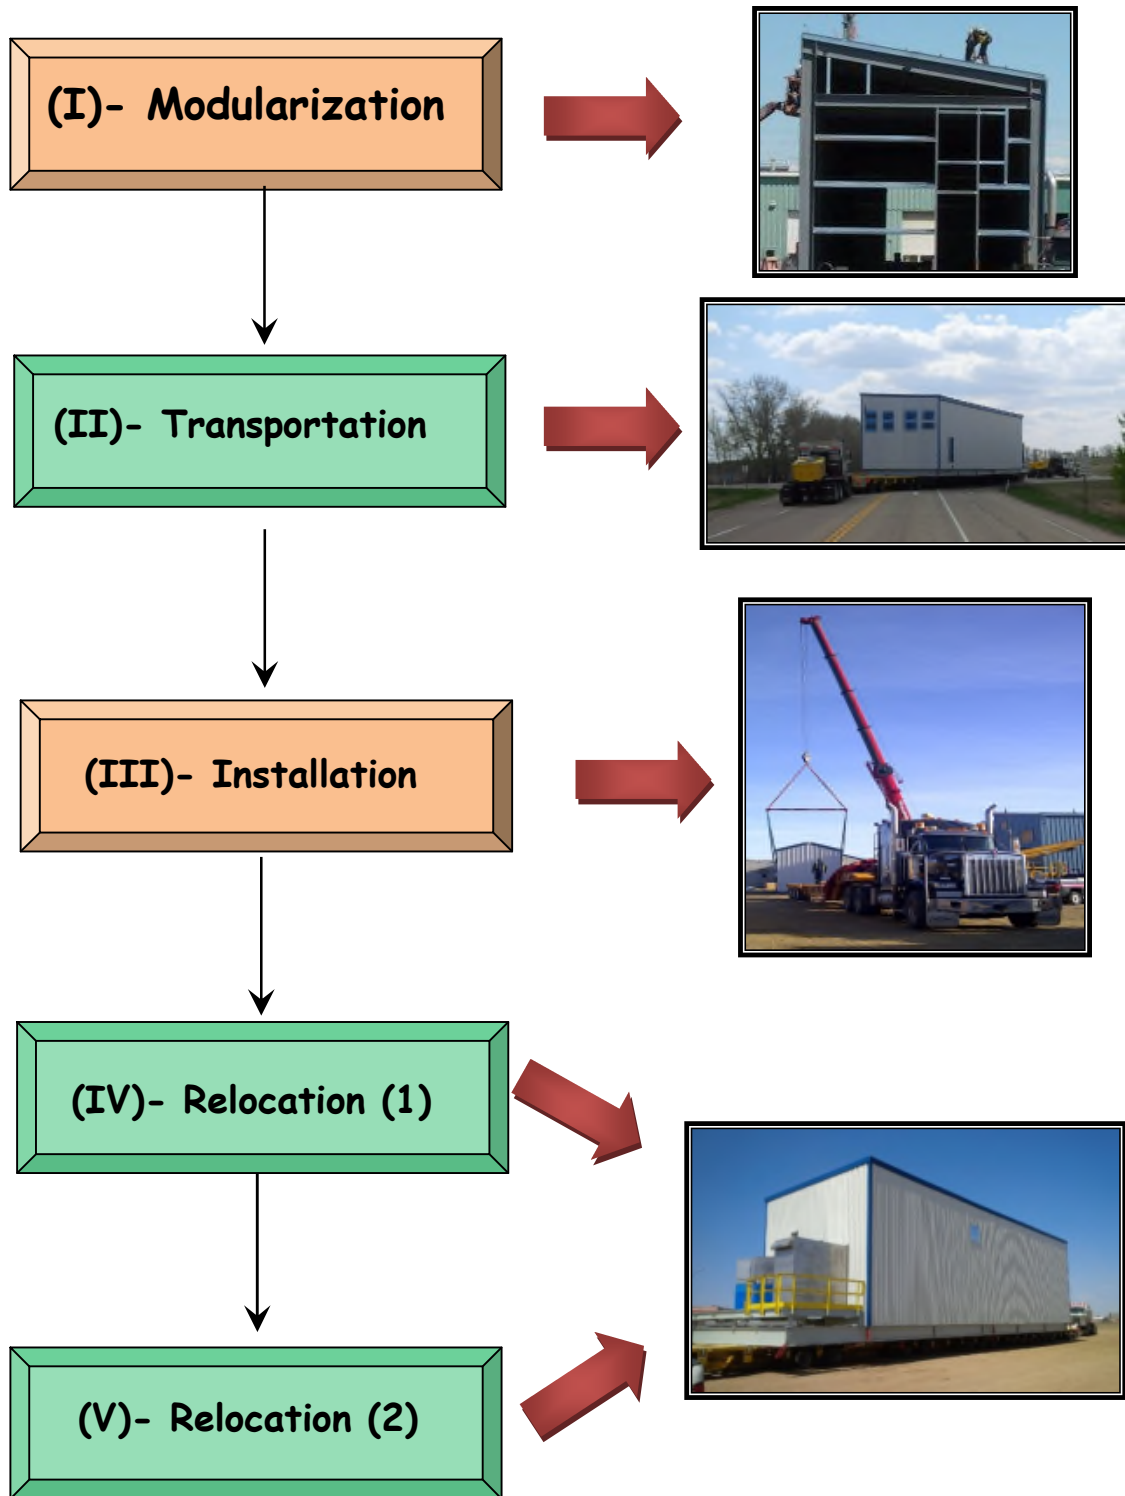 (I)- Modularization
(II)- Transportation
(III)- Installation
(IV)- Relocation (1)
(V)- Relocation (2)